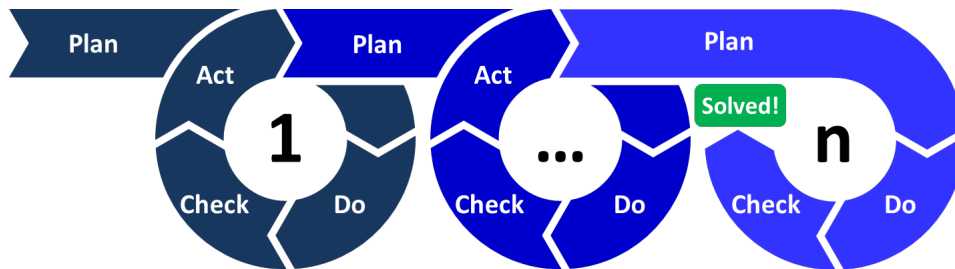 Plan
Act
1
Check
Do
Plan
Act
...
Check
Do
Plan
Solved!
n
Check
Do